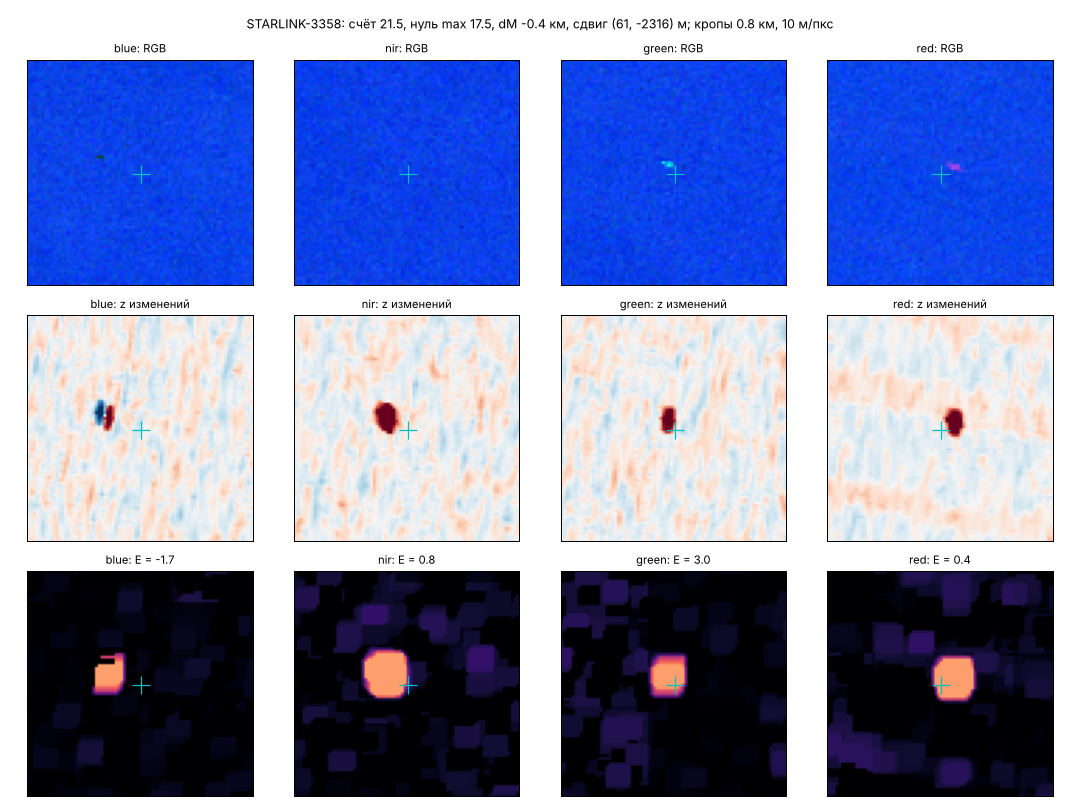 STARLINK-3358: счёт 21.5, нуль max 17.5, dM -0.4 км, сдвиг (61, -2316) м; кропы 0.8 км, 10 м/пкс
blue: RGB
nir: RGB
green: RGB
red: RGB
blue: z изменений
nir: z изменений
green: z изменений
red: z изменений
blue: E = -1.7
nir: E = 0.8
green: E = 3.0
red: E = 0.4